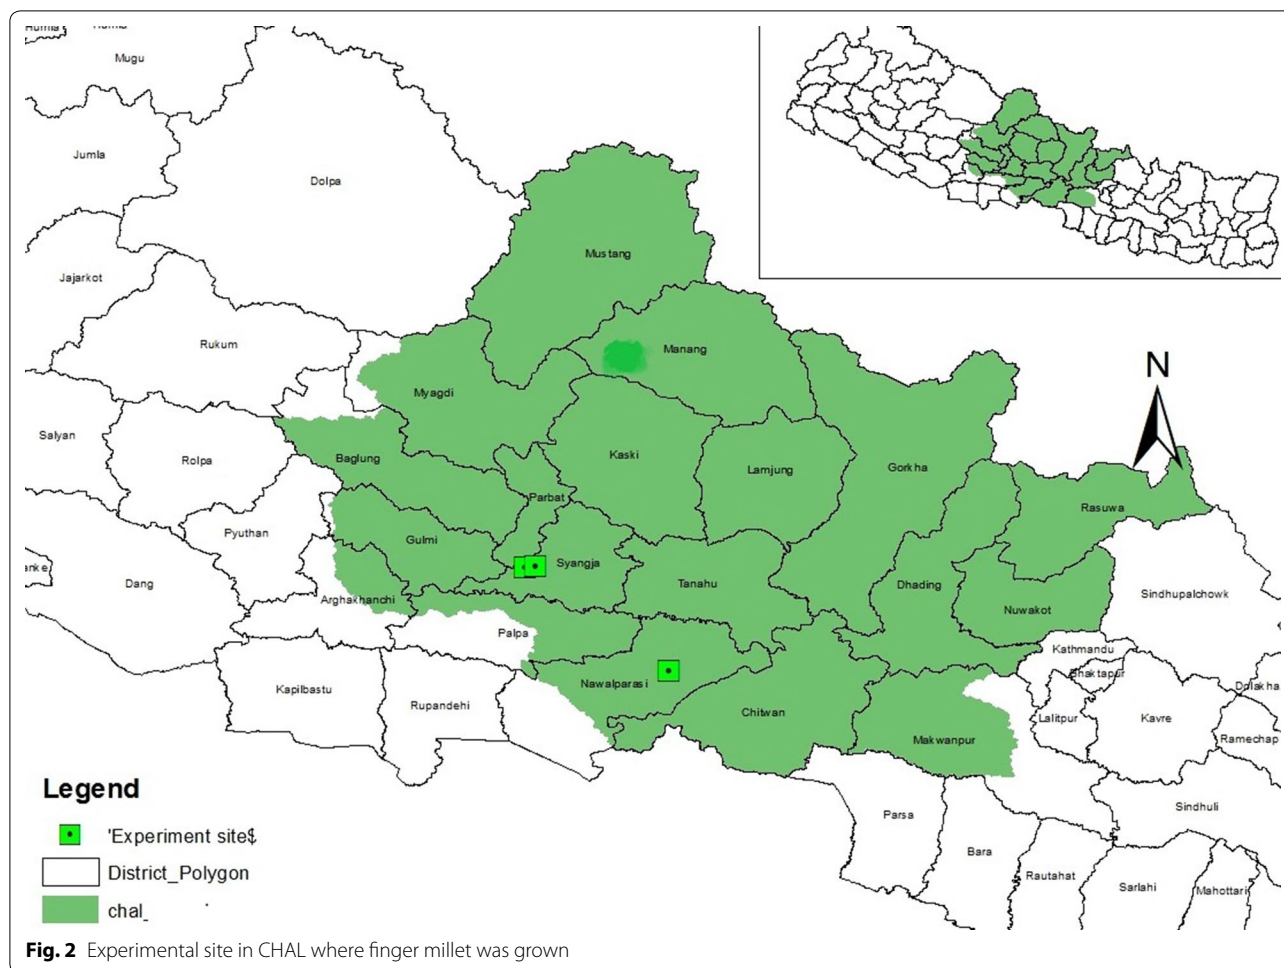 Humla
Humla
Mugu
Jumla
Dolpa
Mustang
Jajarkot
Rukum
Manang
N
Myagdi
Salyan
Rolpa
Baglung
Kaski
Lamjung
Gorkha
Parbat
Rasuwa
Pyuthan
Gulmi
Syangja
anke
Dang
Tanahu
Dhading
Sindhupalchowk
Arghakhanchi
Nuwakot
Palpa
Kathmandu
Bhaktapur
Dolakha
Kapilbastu
Nawalparasi
Rupandehi
Chitwan
Lalitpur
Kavre
Ramechap
Makwanpur
Legend
'Experiment site$
District_Polygon
chal_
Parsa
Sindhuli
Bara
Rautahat
Sarlahi
Mahottari
Fig. 2 Experimental site in CHAL where finger millet was grown